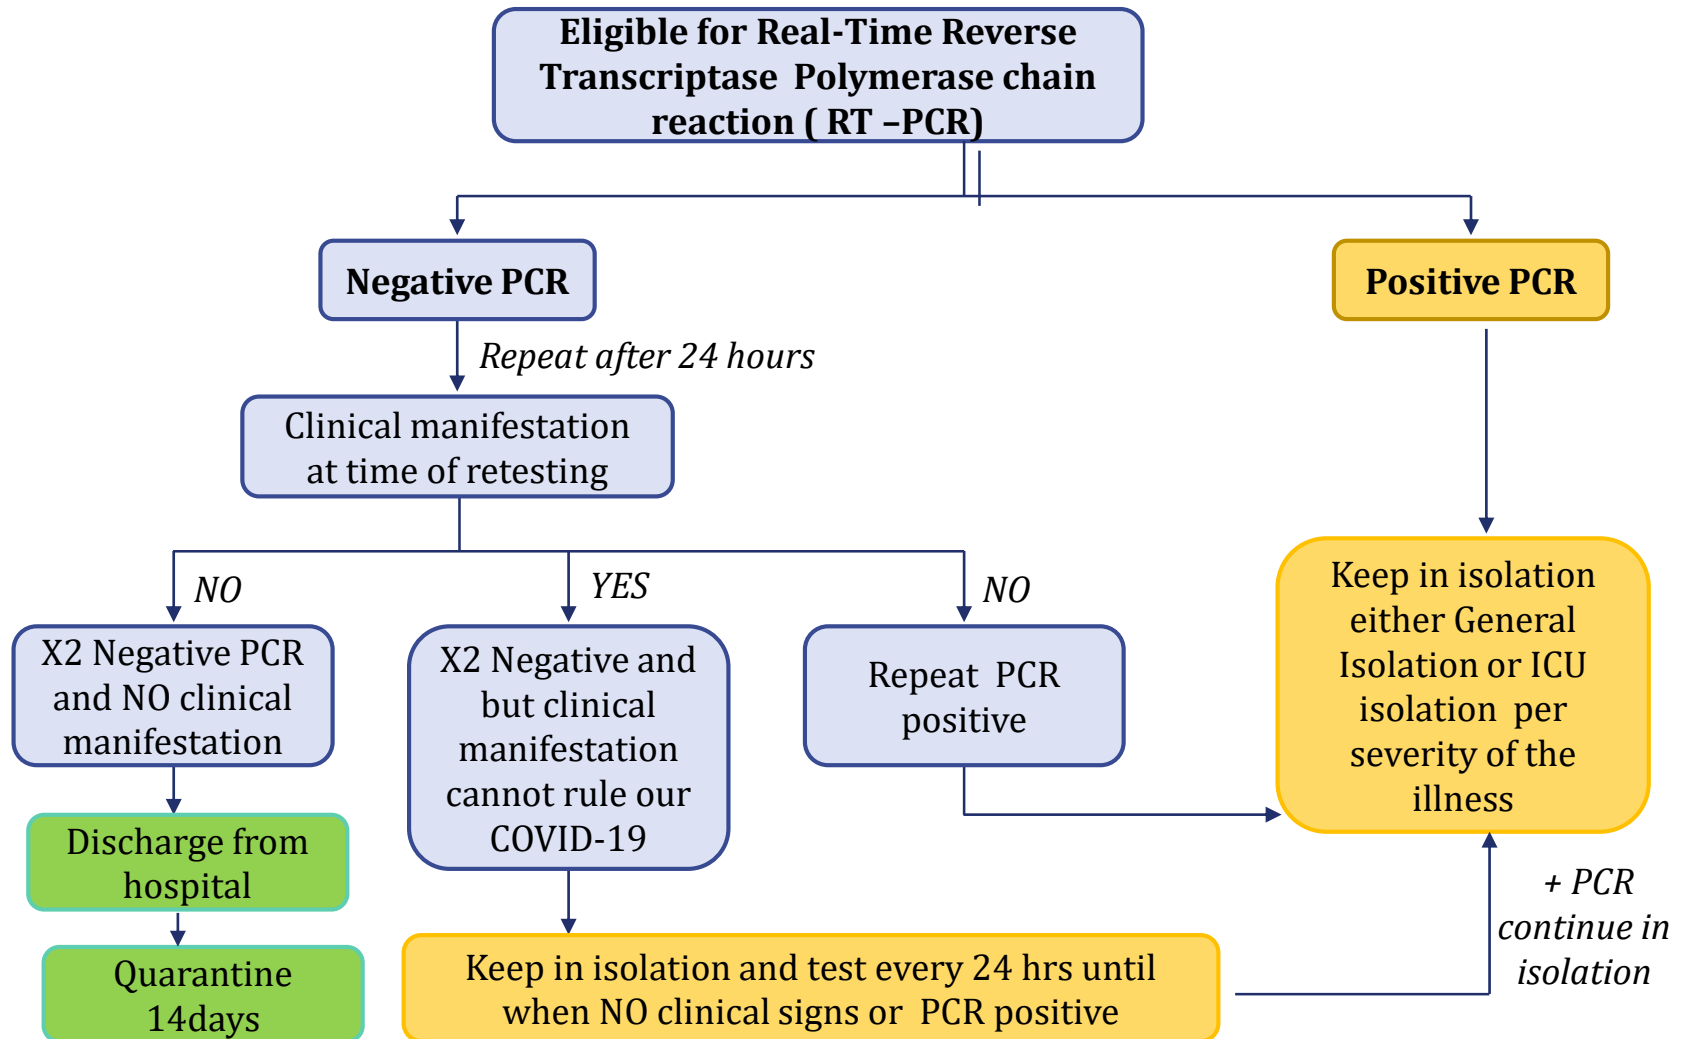 Eligible for Real-Time Reverse
Transcriptase Polymerase chain
reaction ( RT –PCR)
Negative PCR
Positive PCR
Repeat after 24 hours
Clinical manifestation
at time of retesting
NO
YES
NO
X2 Negative PCR
and NO clinical
manifestation
X2 Negative and
but clinical
manifestation
cannot rule our
COVID-19
Repeat PCR
positive
Keep in isolation
either General
Isolation or ICU
isolation per
severity of the
illness
Discharge from
hospital
Quarantine
14days
Keep in isolation and test every 24 hrs until
when NO clinical signs or PCR positive
+ PCR
continue in
isolation